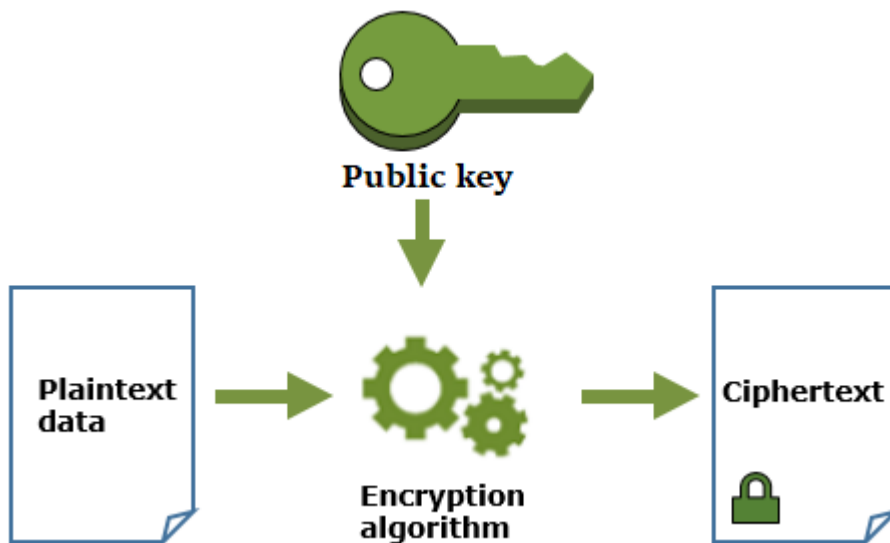 Public key
Plaintext
data
Encryption
algorithm
Ciphertext